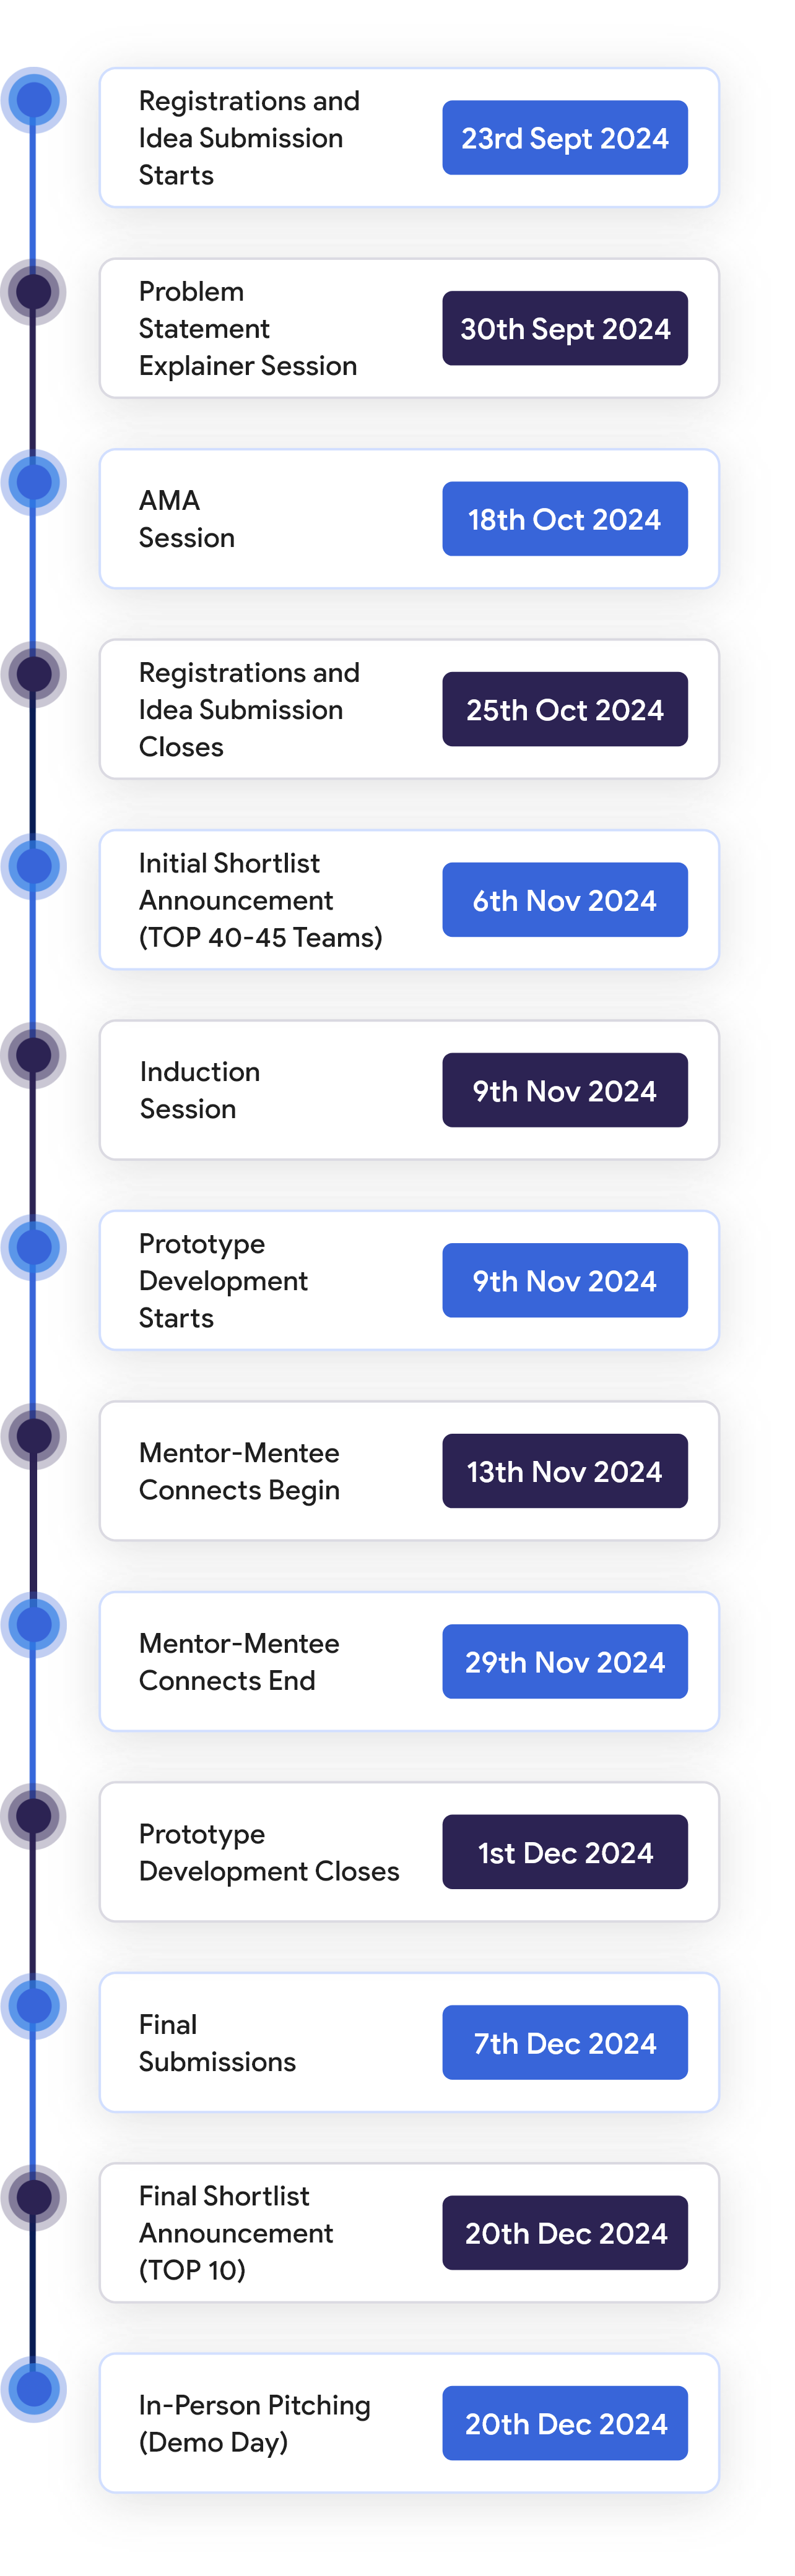 Registrations and
Idea Submission
Starts
23rd Sept 2024
Problem
Statement
Explainer Session
30th Sept 2024
AMA
Session
18th Oct 2024
Registrations and
Idea Submission
Closes
25th Oct 2024
Initial Shortlist
Announcement
(TOP 40-45 Teams)
6th Nov 2024
Induction
Session
9th Nov 2024
Prototype
Development
Starts
9th Nov 2024
Mentor-Mentee
Connects Begin
13th Nov 2024
Mentor-Mentee
Connects End
29th Nov 2024
Prototype
Development Closes
1st Dec 2024
Final
Submissions
7th Dec 2024
Final Shortlist
Announcement
(TOP 10)
20th Dec 2024
In-Person Pitching
(Demo Day)
20th Dec 2024